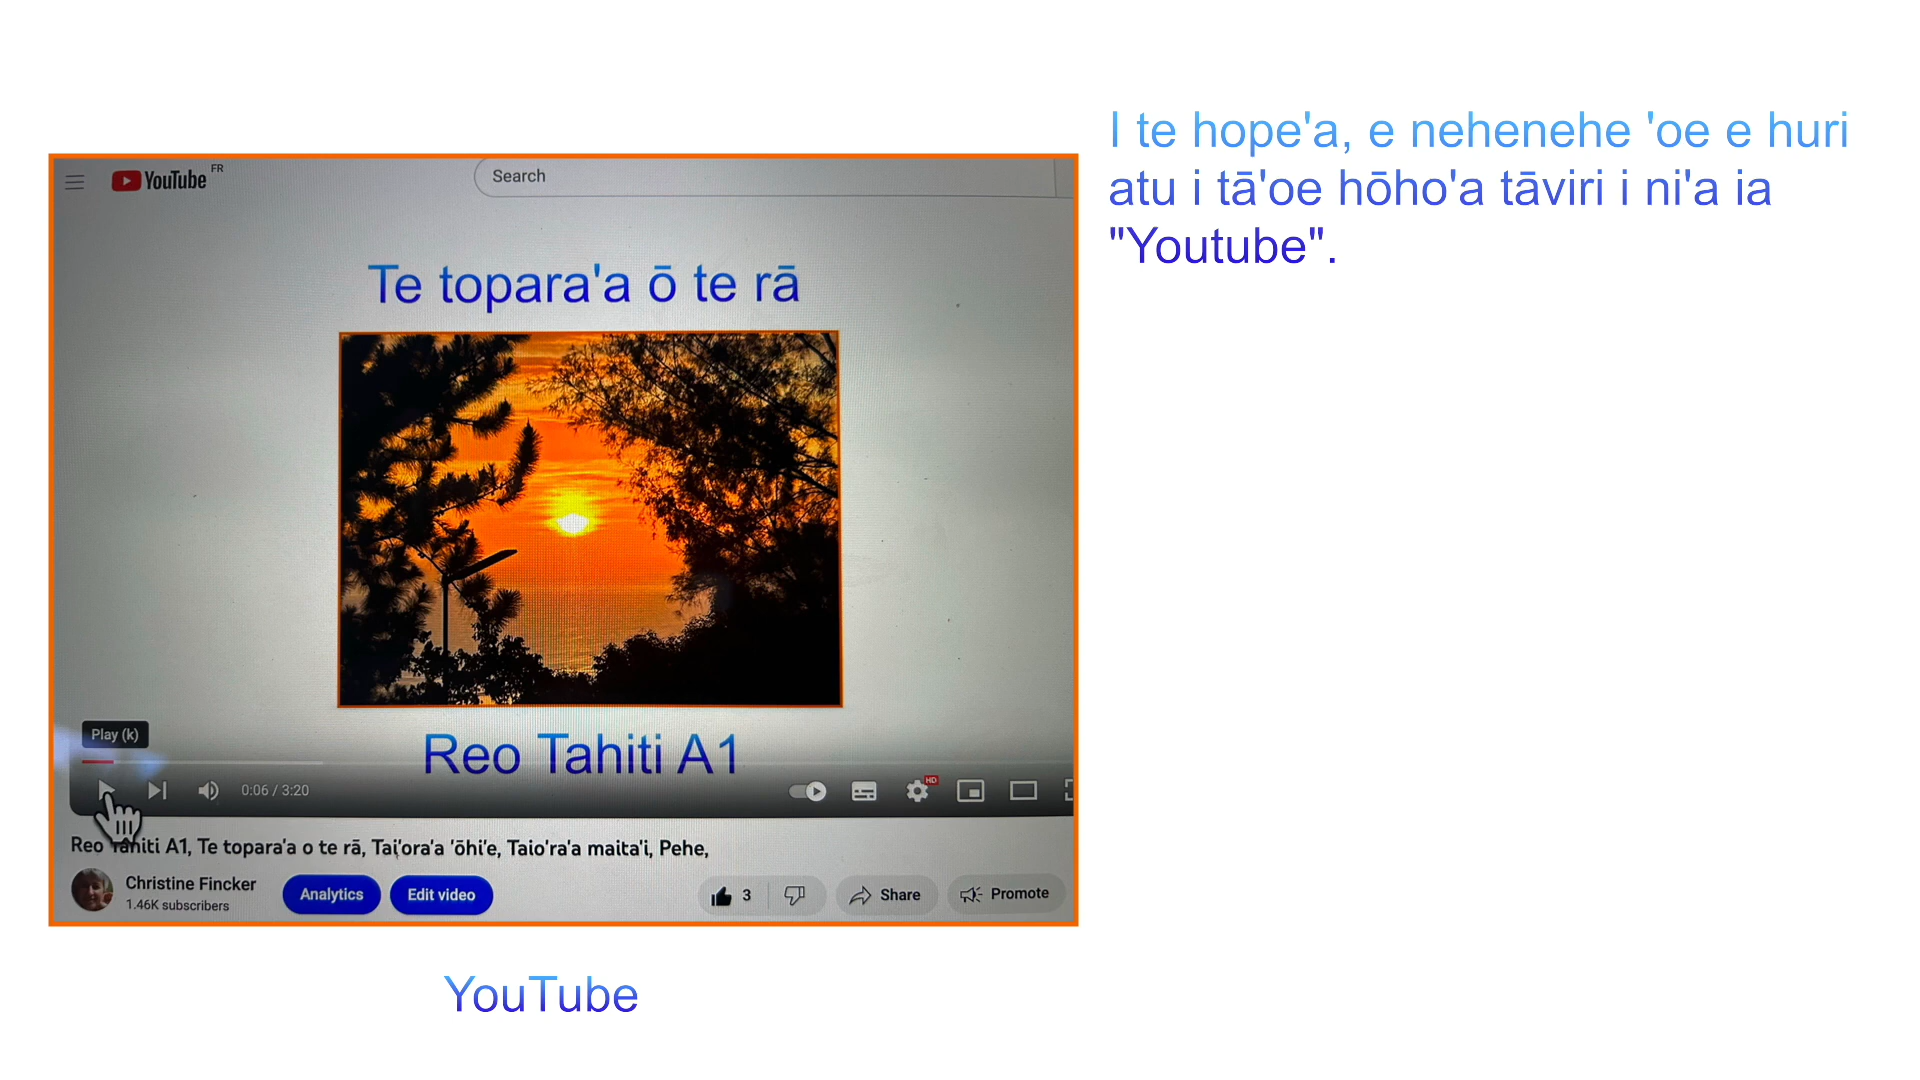 I te hope'a, e nehenehe 'oe e huri
atu i tā'oe hōho'a tāviri i ni'a ia
"Youtube".
YouTube FR
Search
Te topara'a ō te rā
Reo Tahiti A1
Play (k)
0:06 / 3:20
HD
Reo Tahiti A1, Te topara'a o te rā, Tai'ora'a 'ōhi'e, Taio'ra'a maita'i, Pehe,
Christine Fincker
1.46K subscribers
Analytics
Edit video
3
Share
Promote
YouTube